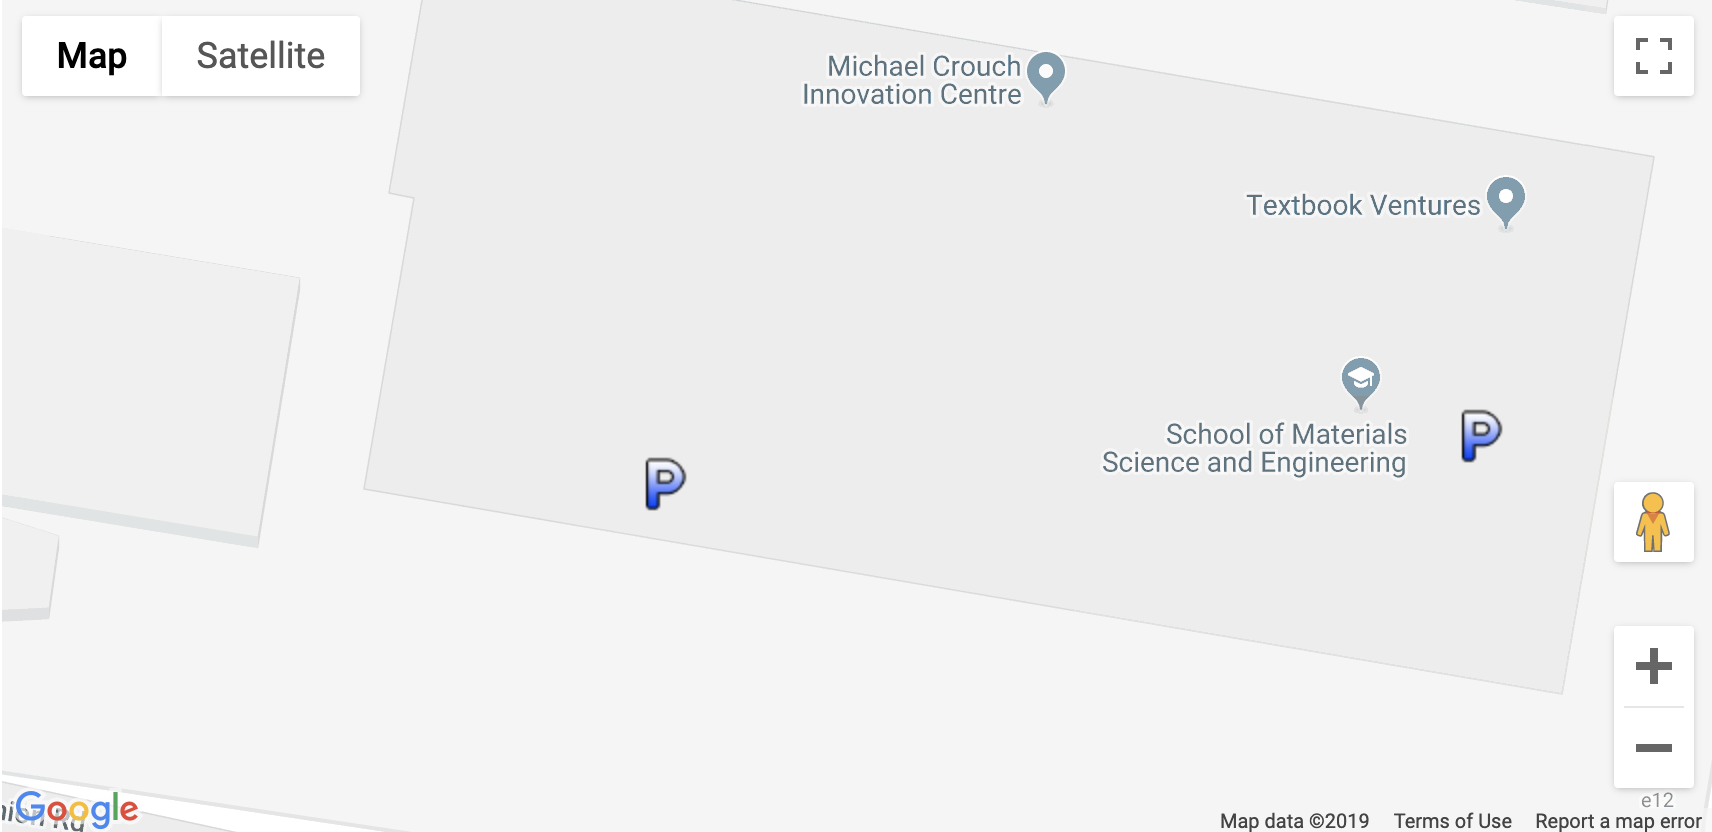 Map
Satellite
Michael Crouch
Innovation Centre
Textbook Ventures
School of Materials
Science and Engineering
P
P
e12
Google
Map data ©2019
Terms of Use
Report a map error